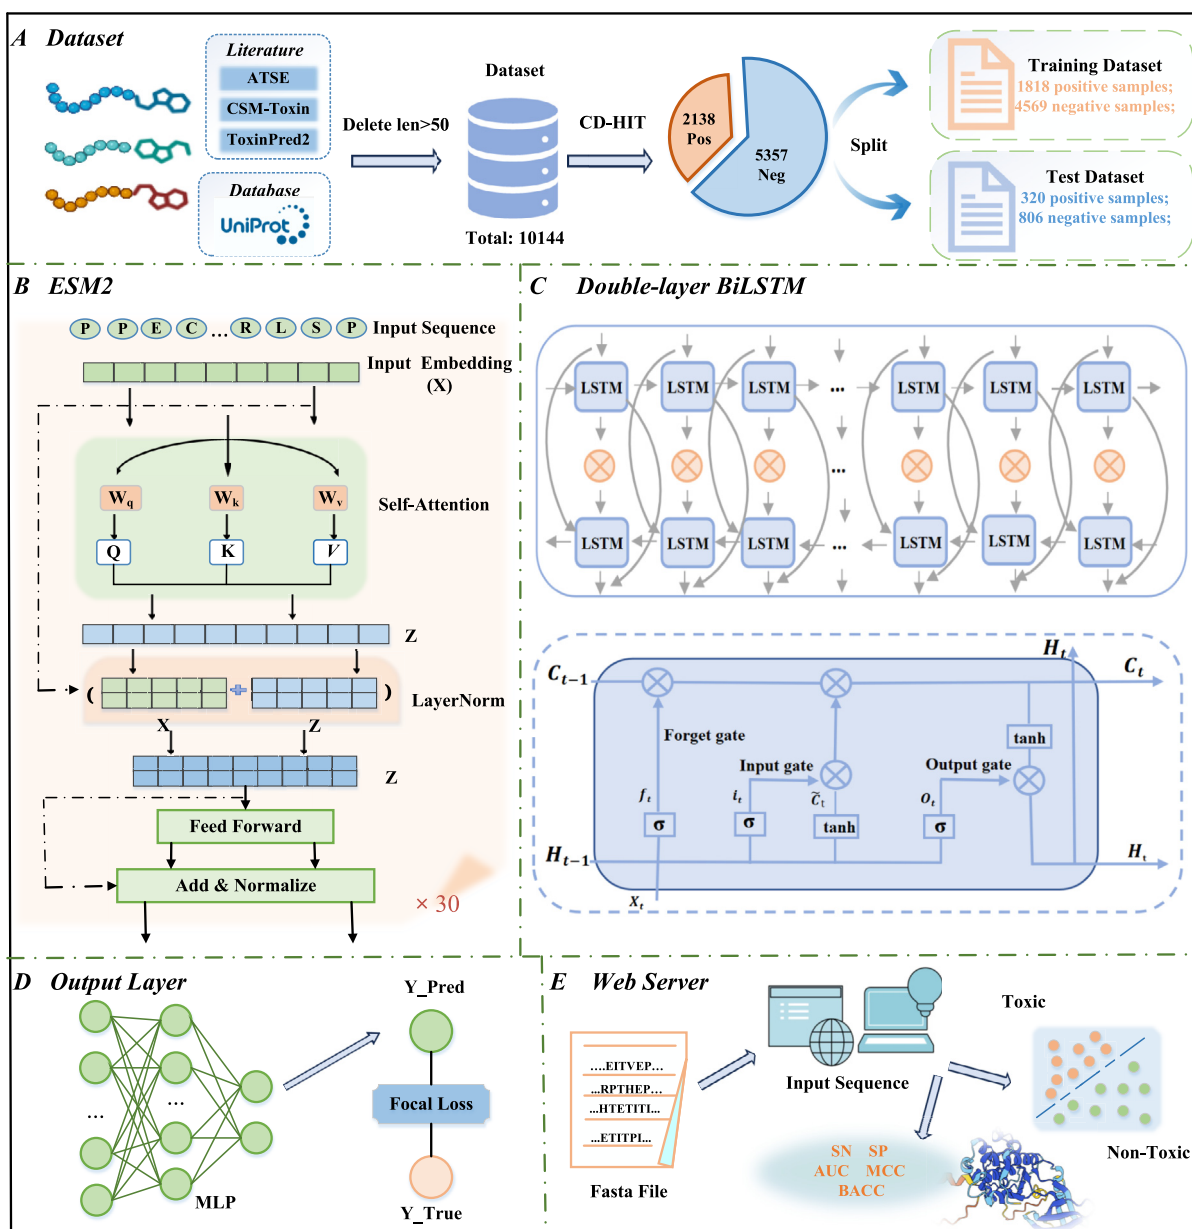 A Dataset
Literature
ATSE
CSM-Toxin
ToxinPred2
Database
UniProt
Delete len>50
Dataset
Total: 10144
CD-HIT
2138
Pos
5357
Neg
Split
Training Dataset
1818 positive samples;
4569 negative samples;
Test Dataset
320 positive samples;
806 negative samples;
B ESM2
P P E C ... R L S P Input Sequence
Input Embedding
(X)
Wq Wk Wv
Self-Attention
Q K V
Z
( + )
LayerNorm
X Z
Z
Feed Forward
Add & Normalize
× 30
C Double-layer BiLSTM
LSTM LSTM LSTM ... LSTM LSTM LSTM
...
LSTM LSTM LSTM ... LSTM LSTM LSTM
Ht
Ct-1 Ct
Forget gate
tanh
Input gate
Output gate
ft it C̃t Ot
σ σ tanh σ
Ht-1 Ht
Xt
D Output Layer
... ...
MLP
Y_Pred
Focal Loss
Y_True
E Web Server
....EITVEP...
...RPTHEP...
...HTETITI...
...ETITPI...
Fasta File
Input Sequence
Toxic
Non-Toxic
SN SP
AUC MCC
BACC